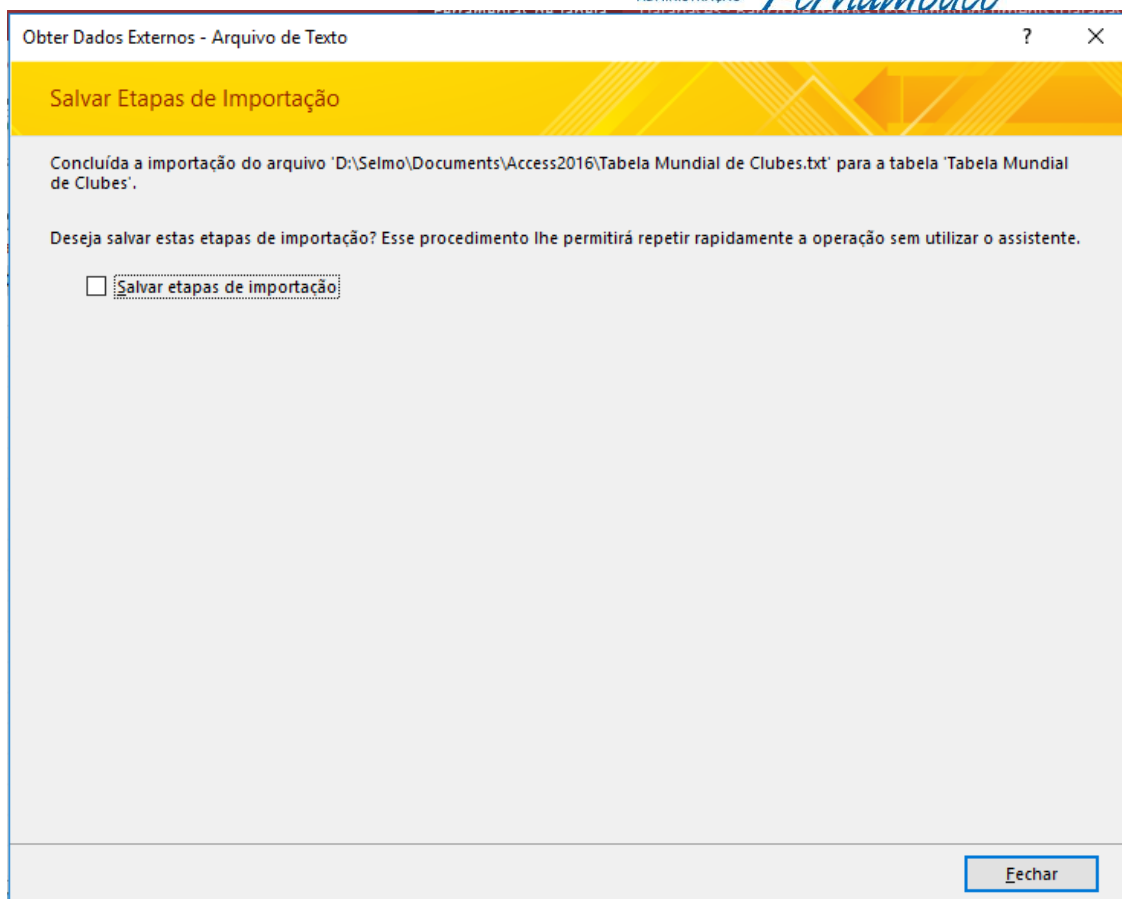 ADMINISTRAÇÃO Pernambuco
Obter Dados Externos - Arquivo de Texto
Salvar Etapas de Importação
Concluída a importação do arquivo 'D:\Selmo\Documents\Access2016\Tabela Mundial de Clubes.txt' para a tabela 'Tabela Mundial
de Clubes'.
Deseja salvar estas etapas de importação? Esse procedimento lhe permitirá repetir rapidamente a operação sem utilizar o assistente.
Salvar etapas de importação
Fechar